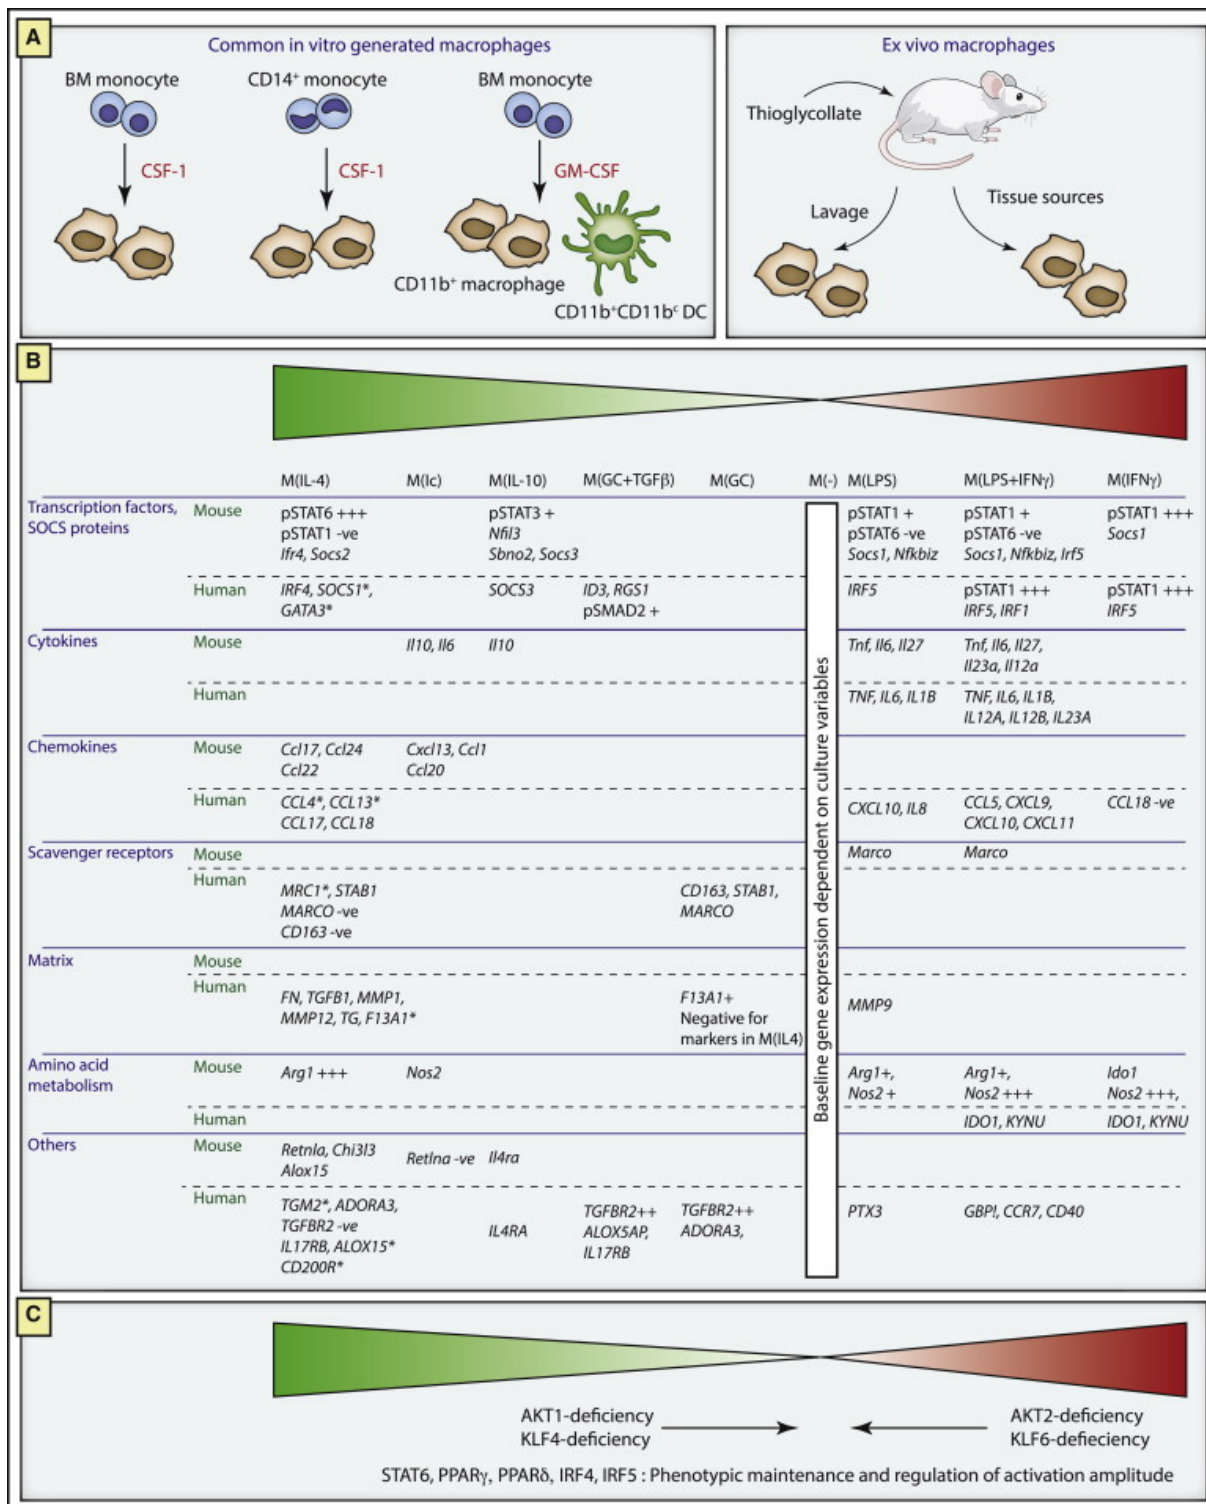 A
Common in vitro generated macrophages
BM monocyte
CD14+ monocyte
BM monocyte
CSF-1
CSF-1
GM-CSF
CD11b+ macrophage
CD11b+CD11bc DC
Ex vivo macrophages
Thioglycollate
Lavage
Tissue sources
B
M(IL-4) M(Ic) M(IL-10) M(GC+TGFβ) M(GC) M(-) M(LPS) M(LPS+IFNγ) M(IFNγ)
Baseline gene expression dependent on culture variables
Transcription factors, Mouse pSTAT6 +++ pSTAT3 + pSTAT1 + pSTAT1 + pSTAT1 +++
SOCS proteins pSTAT1 -ve Nfil3 pSTAT6 -ve pSTAT6 -ve Socs1
Ifr4, Socs2 Sbno2, Socs3 Socs1, Nfkbiz Socs1, Nfkbiz, Irf5
Human IRF4, SOCS1*, SOCS3 ID3, RGS1 IRF5 pSTAT1 +++ pSTAT1 +++
GATA3* pSMAD2 + IRF5, IRF1 IRF5
Cytokines Mouse Il10, Il6 Il10 Tnf, Il6, Il27 Tnf, Il6, Il27,
Il23a, Il12a
Human TNF, IL6, IL1B TNF, IL6, IL1B,
IL12A, IL12B, IL23A
Chemokines Mouse Ccl17, Ccl24 Cxcl13, Ccl1
Ccl22 Ccl20
Human CCL4*, CCL13* CXCL10, IL8 CCL5, CXCL9, CCL18 -ve
CCL17, CCL18 CXCL10, CXCL11
Scavenger receptors Mouse Marco Marco
Human MRC1*, STAB1 CD163, STAB1,
MARCO -ve MARCO
CD163 -ve
Matrix Mouse
Human FN, TGFB1, MMP1, F13A1+ MMP9
MMP12, TG, F13A1* Negative for
markers in M(IL4)
Amino acid Mouse Arg1 +++ Nos2 Arg1+, Arg1+, Ido1
metabolism Nos2 + Nos2 +++ Nos2 +++,
Human IDO1, KYNU IDO1, KYNU
Others Mouse Retnla, Chi3l3 Retlna -ve Il4ra
Alox15
Human TGM2*, ADORA3, IL4RA TGFBR2++ TGFBR2++ PTX3 GBP!, CCR7, CD40
TGFBR2 -ve ALOX5AP, ADORA3,
IL17RB, ALOX15* IL17RB
CD200R*
C
AKT1-deficiency AKT2-deficiency
KLF4-deficiency KLF6-defieciency
STAT6, PPARγ, PPARδ, IRF4, IRF5 : Phenotypic maintenance and regulation of activation amplitude